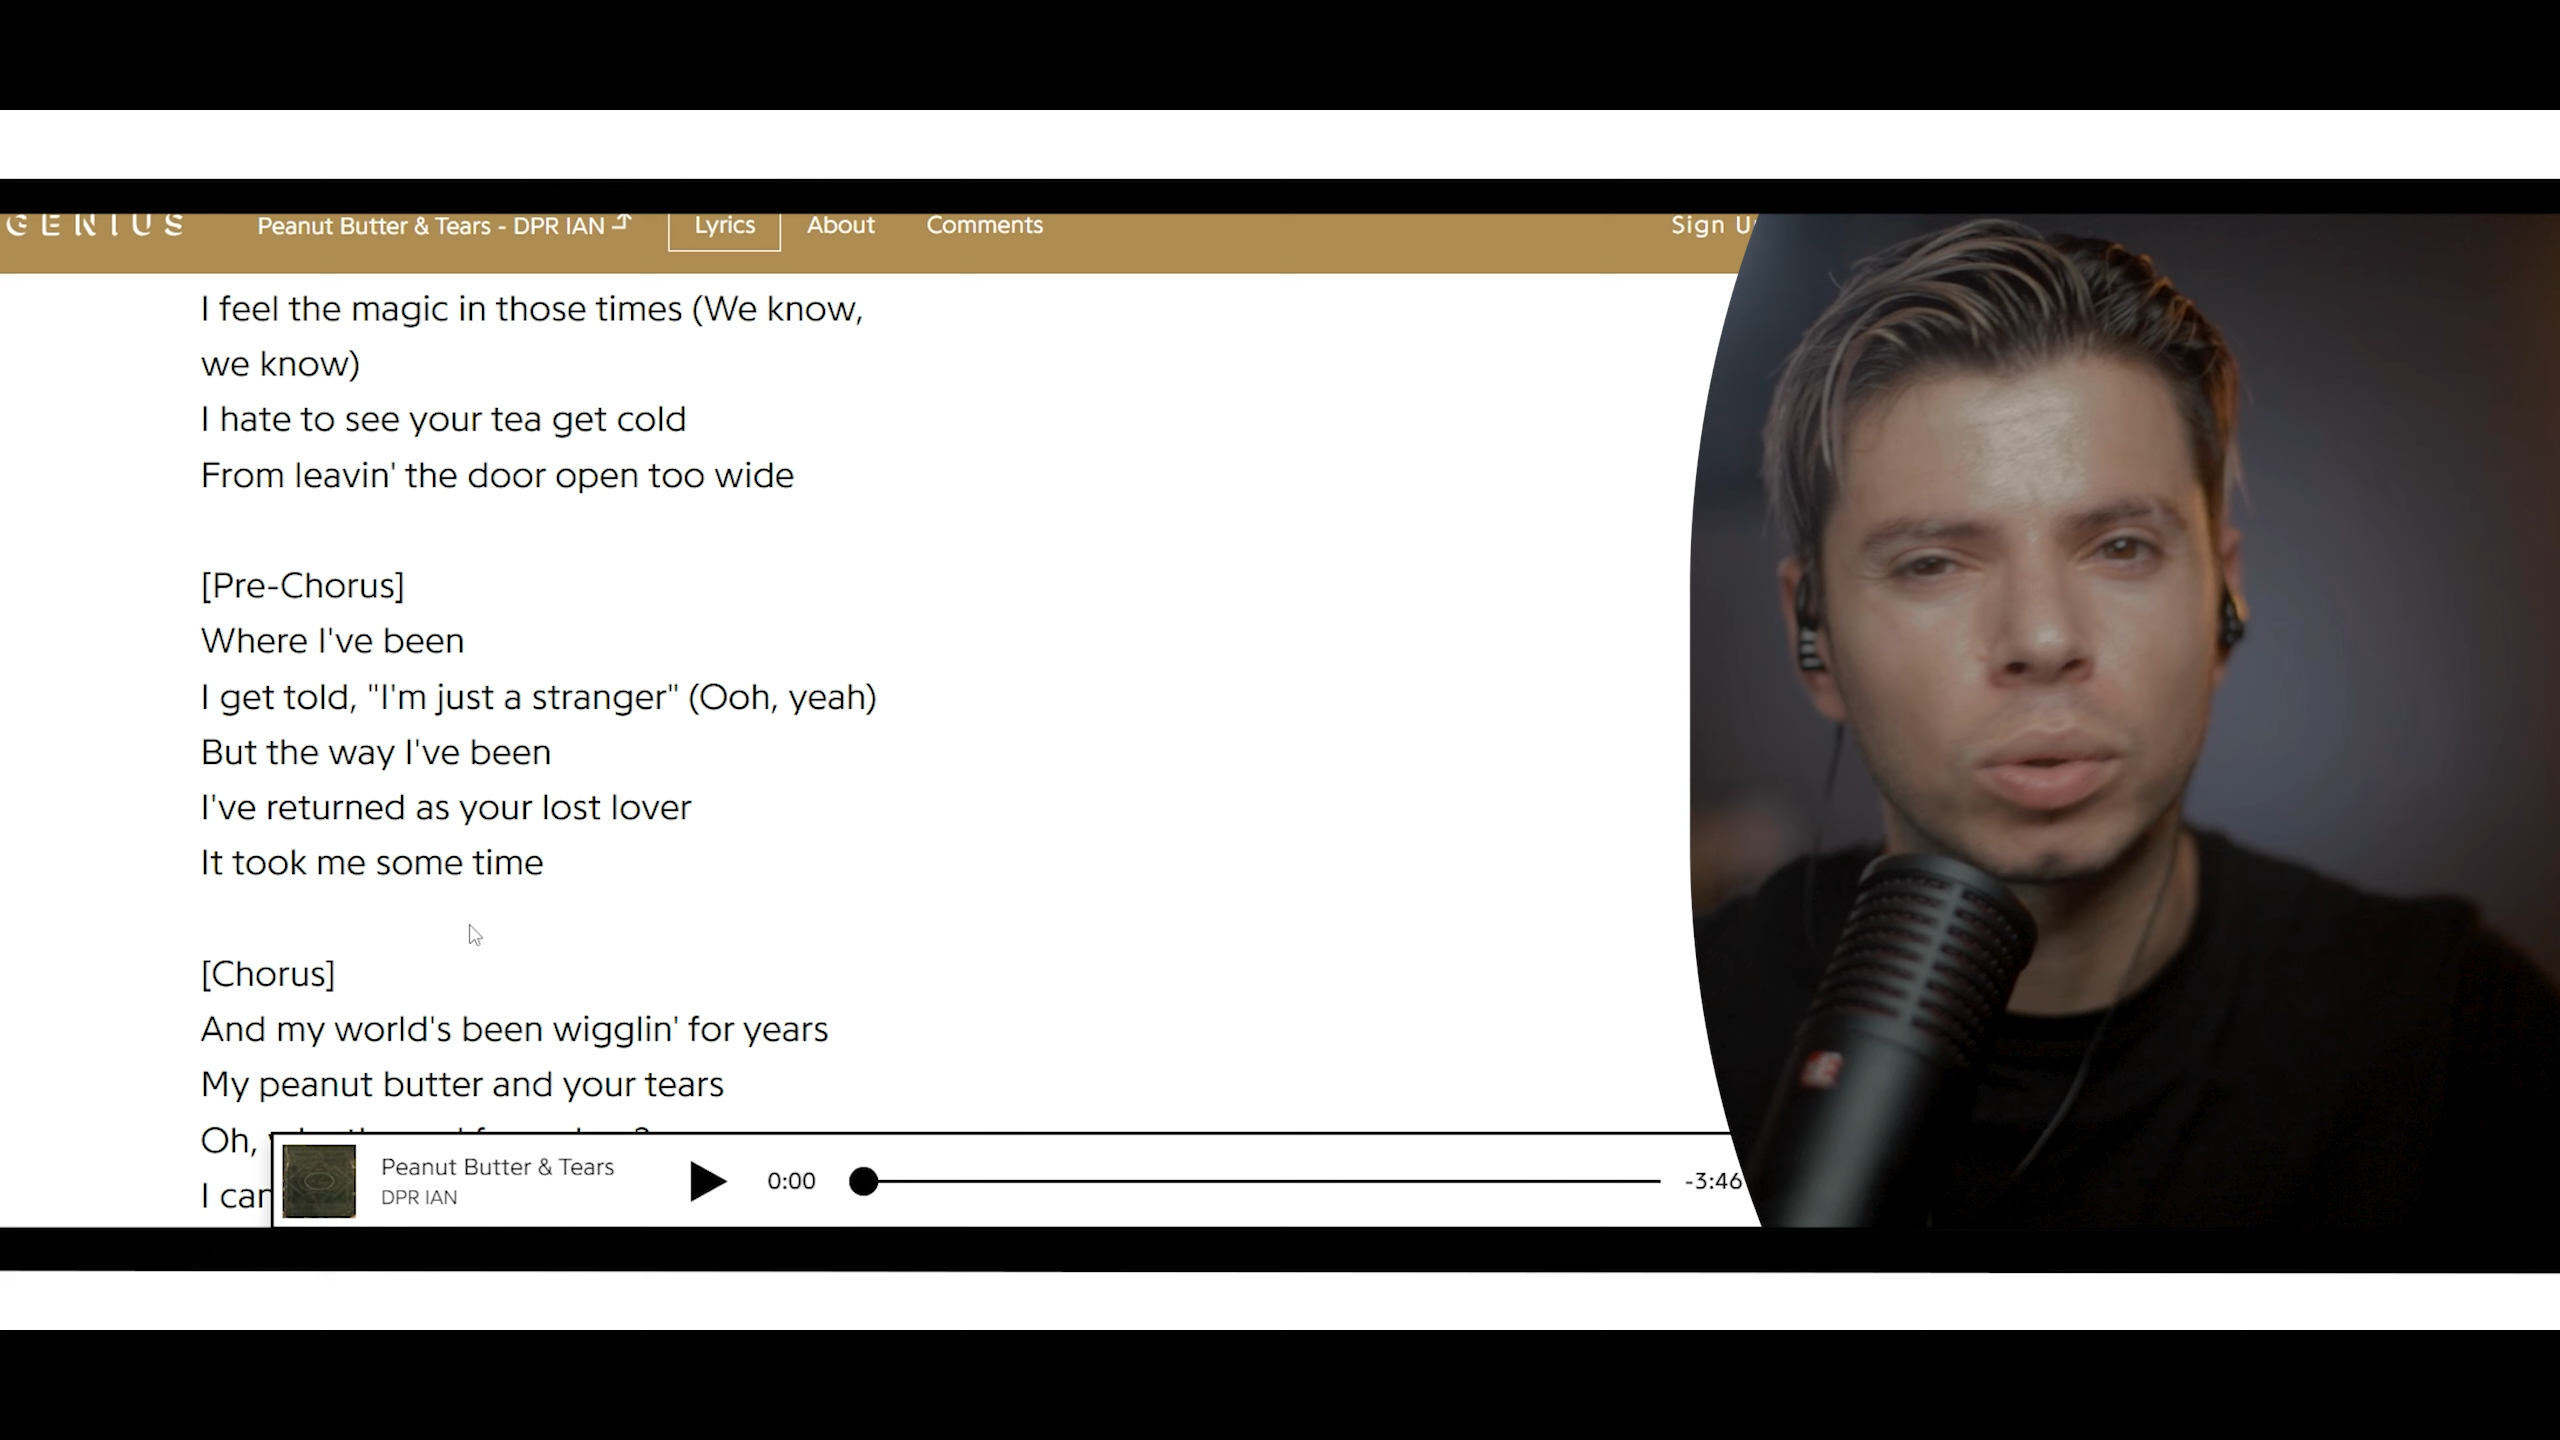 GENIUS
Peanut Butter & Tears - DPR IAN
Lyrics
About
Comments
Sign U
I feel the magic in those times (We know,
we know)
I hate to see your tea get cold
From leavin' the door open too wide
[Pre-Chorus]
Where I've been
I get told, "I'm just a stranger" (Ooh, yeah)
But the way I've been
I've returned as your lost lover
It took me some time
[Chorus]
And my world's been wigglin' for years
My peanut butter and your tears
Oh,
I can
Peanut Butter & Tears
DPR IAN
0:00
-3:46